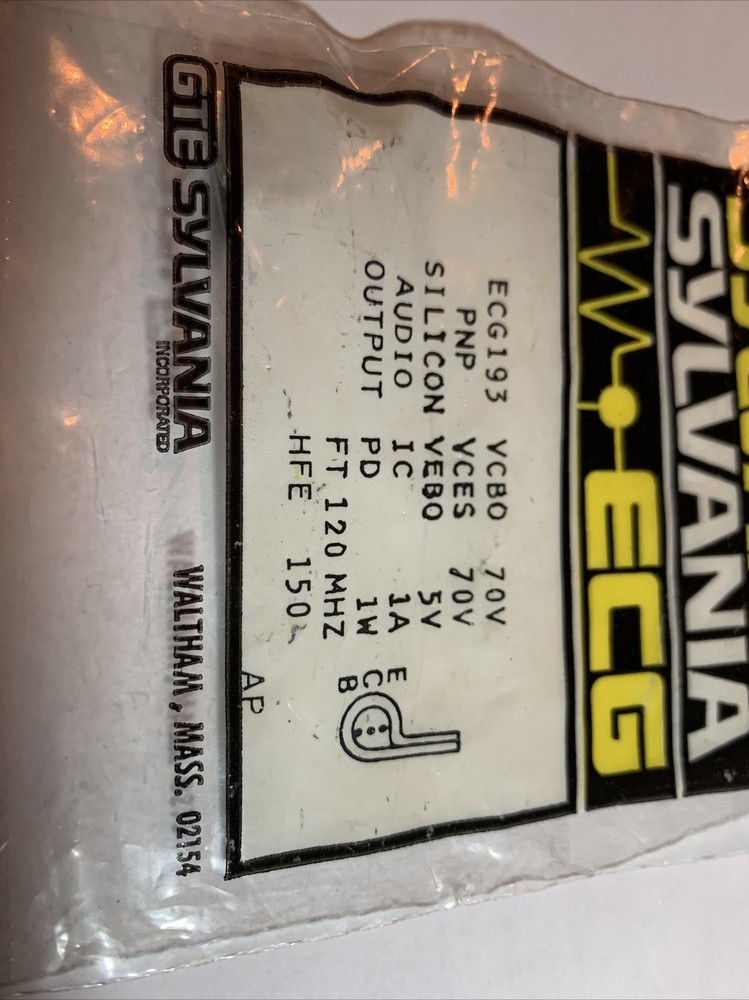 SYLVANIA
ECG
ECG193 VCBO 70V
PNP VCES 70V
SILICON VEBO 5V
AUDIO IC 1A
OUTPUT PD 1W
FT 120 MHZ
HFE 150
E
C
B
AP
GTE SYLVANIA
INCORPORATED
WALTHAM, MASS. 02154